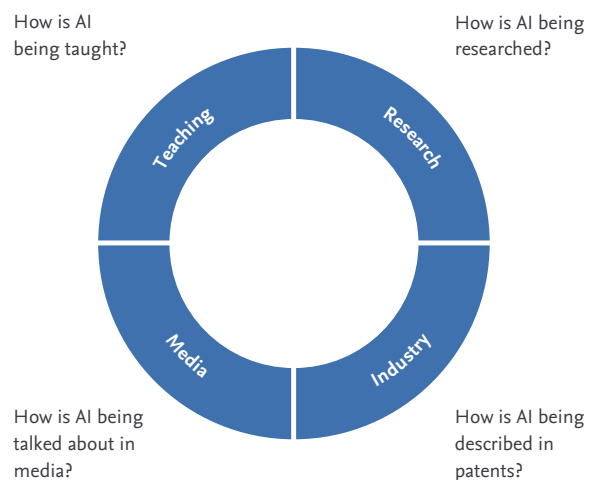 How is AI
being taught?
How is AI being
researched?
Teaching
Research
Media
Industry
How is AI being
talked about in
media?
How is AI being
described in
patents?